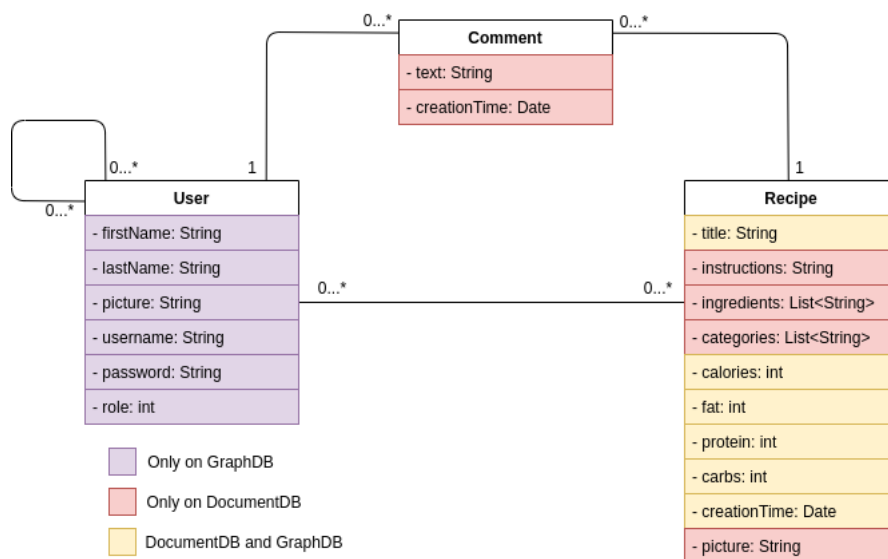 0...*
0...*
Comment
- text: String
- creationTime: Date
0...*
1
1
0...*
User
- firstName: String
- lastName: String
- picture: String
- username: String
- password: String
- role: int
0...*
0...*
Recipe
- title: String
- instructions: String
- ingredients: List<String>
- categories: List<String>
- calories: int
- fat: int
- protein: int
- carbs: int
- creationTime: Date
- picture: String
Only on GraphDB
Only on DocumentDB
DocumentDB and GraphDB